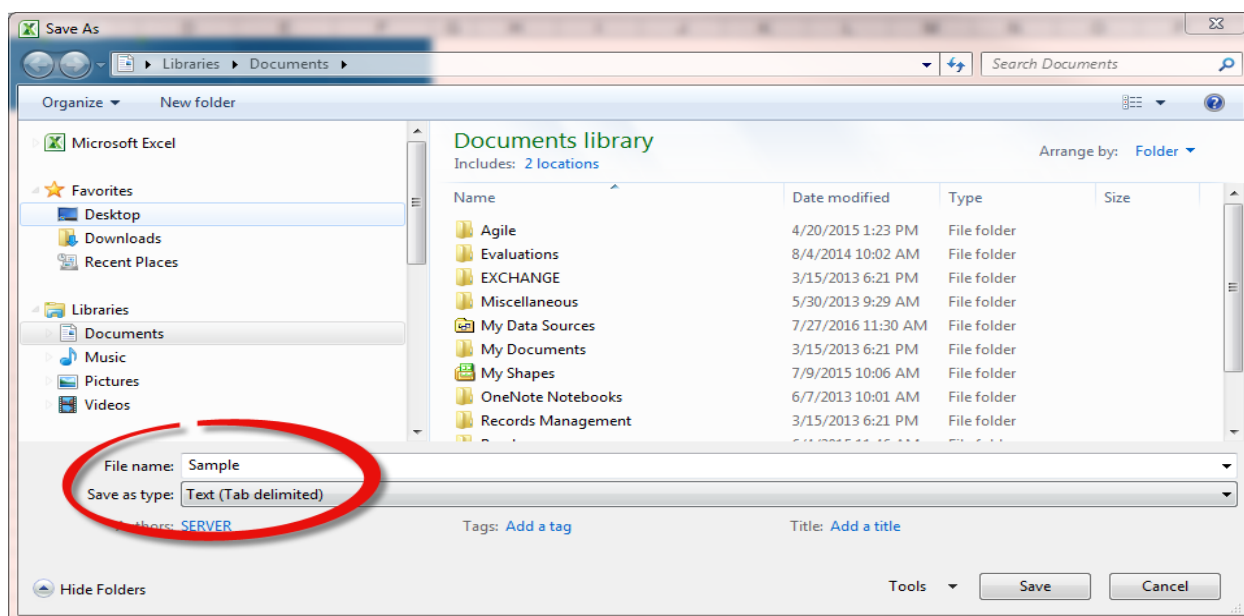 Save As
Libraries Documents
Search Documents
Organize New folder
Microsoft Excel
Favorites
Desktop
Downloads
Recent Places
Libraries
Documents
Music
Pictures
Videos
Documents library
Includes: 2 locations
Arrange by: Folder
Name Date modified Type Size
Agile 4/20/2015 1:23 PM File folder
Evaluations 8/4/2014 10:02 AM File folder
EXCHANGE 3/15/2013 6:21 PM File folder
Miscellaneous 5/30/2013 9:29 AM File folder
My Data Sources 7/27/2016 11:30 AM File folder
My Documents 3/15/2013 6:21 PM File folder
My Shapes 7/9/2015 10:06 AM File folder
OneNote Notebooks 6/7/2013 10:01 AM File folder
Records Management 3/15/2013 6:21 PM File folder
File name: Sample
Save as type: Text (Tab delimited)
Authors: SERVER Tags: Add a tag Title: Add a title
Hide Folders Tools Save Cancel